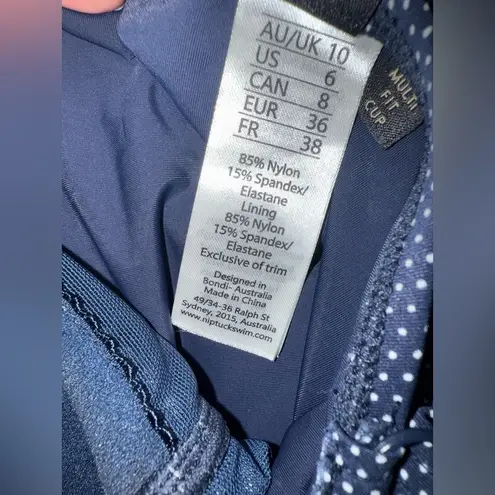 AU/UK 10
US 6
CAN 8
EUR 36
FR 38
85% Nylon
15% Spandex/
Elastane
Lining
85% Nylon
15% Spandex/
Elastane
Exclusive of trim
Designed in
Bondi- Australia
Made in China
49/34-36 Ralph St
Sydney, 2015, Australia
www.niptuckswim.com
MULTI
FIT
CUP